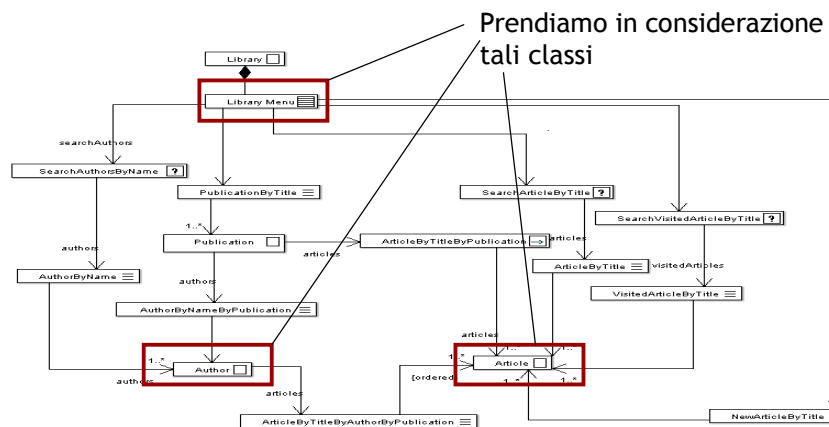 Prendiamo in considerazione
tali classi
Library
Library Menu
searchAuthors
SearchAuthorsByName ?
PublicationByTitle
SearchArticleByTitle ?
SearchVisitedArticleByTitle ?
1..*
Publication
articles
ArticleByTitleByPublication
articles
authors
authors
AuthorByName
ArticleByTitle
visitedArticles
VisitedArticleByTitle
AuthorByNameByPublication
articles
1..*
Author
authors
1..*
Article
[ordered]
1..*
1..*
articles
ArticleByTitleByAuthorByPublication
NewArticleByTitle